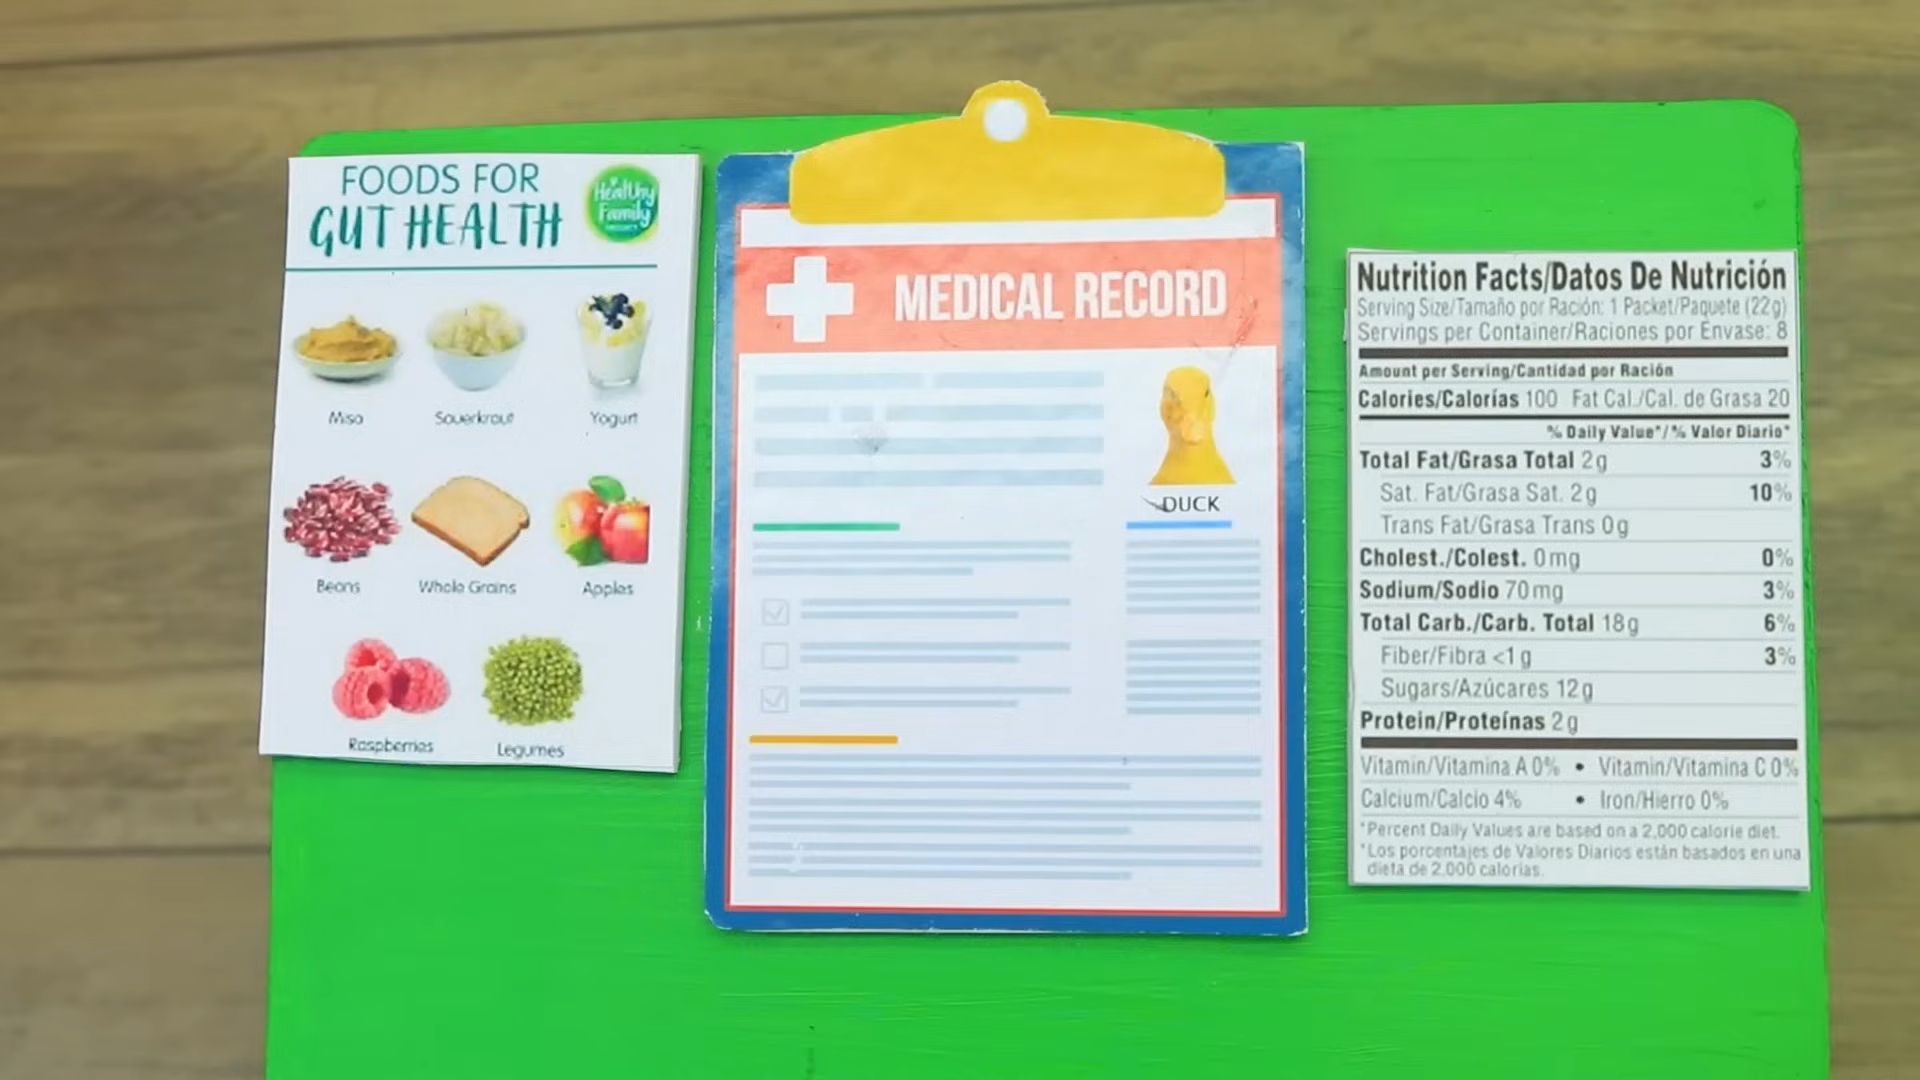 FOODS FOR
GUT HEALTH
Healthy
Family
Miso
Sauerkraut
Yogurt
Beans
Whole Grains
Apples
Raspberries
Legumes
MEDICAL RECORD
DUCK
Nutrition Facts/Datos De Nutrición
Serving Size/Tamaño por Ración: 1 Packet/Paquete (22g)
Servings per Container/Raciones por Envase: 8
Amount per Serving/Cantidad por Ración
Calories/Calorías 100 Fat Cal./Cal. de Grasa 20
% Daily Value*/% Valor Diario*
Total Fat/Grasa Total 2g 3%
Sat. Fat/Grasa Sat. 2g 10%
Trans Fat/Grasa Trans 0g
Cholest./Colest. 0mg 0%
Sodium/Sodio 70mg 3%
Total Carb./Carb. Total 18g 6%
Fiber/Fibra <1g 3%
Sugars/Azúcares 12g
Protein/Proteínas 2g
Vitamin/Vitamina A 0% • Vitamin/Vitamina C 0%
Calcium/Calcio 4% • Iron/Hierro 0%
*Percent Daily Values are based on a 2,000 calorie diet.
*Los porcentajes de Valores Diarios están basados en una
dieta de 2,000 calorías.